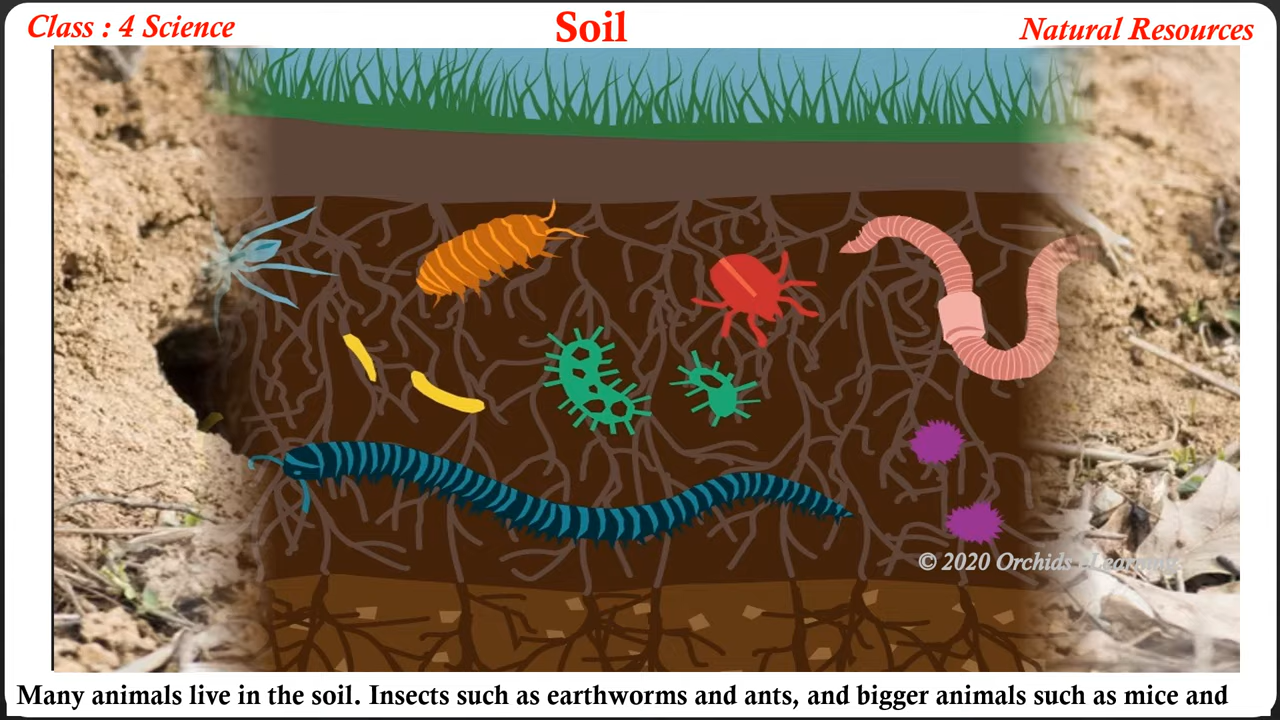 Class : 4 Science
Soil
Natural Resources
© 2020 Orchids eLearning
Many animals live in the soil. Insects such as earthworms and ants, and bigger animals such as mice and